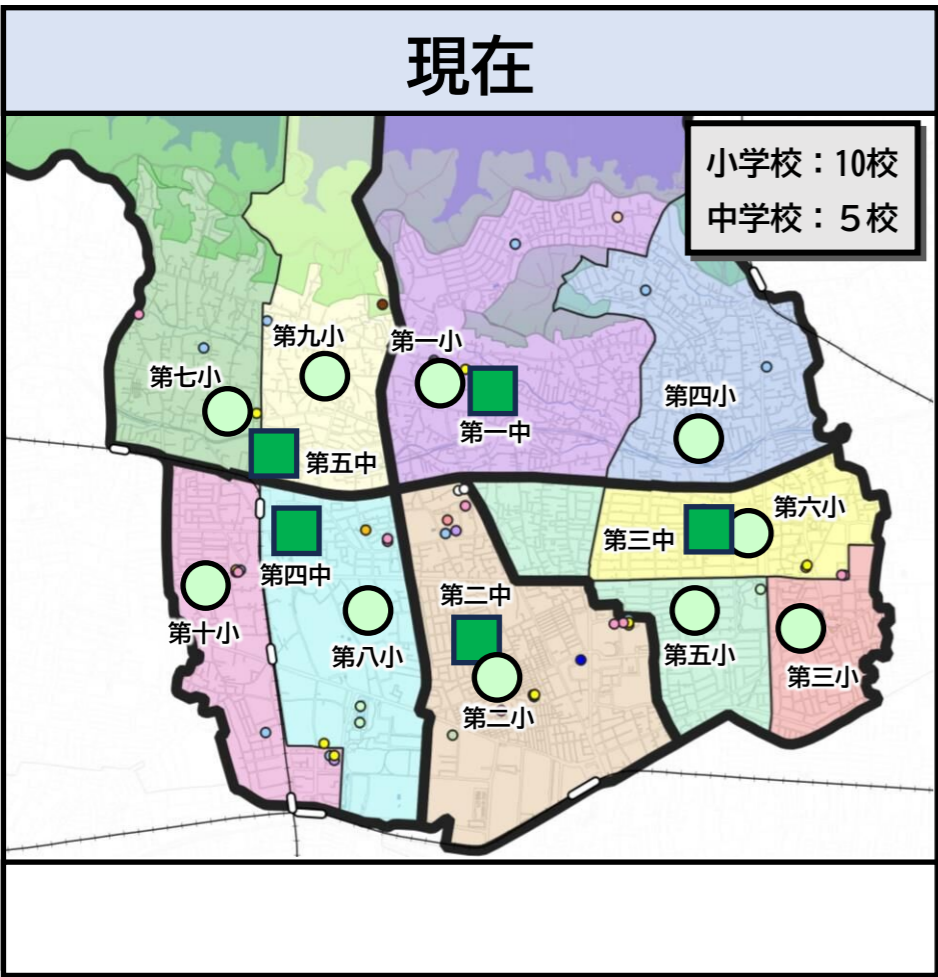 現在
小学校：10校
中学校：５校
第九小
第一小
第七小
第四小
第一中
第五中
第六小
第三中
第四中
第二中
第十小
第八小
第五小
第三小
第二小